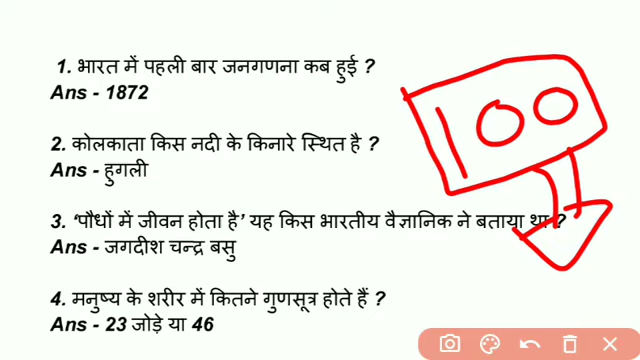 1. भारत में पहली बार जनगणना कब हुई ?
Ans - 1872
2. कोलकाता किस नदी के किनारे स्थित है ?
Ans - हुगली
3. ‘पौधों में जीवन होता है’ यह किस भारतीय वैज्ञानिक ने बताया था ?
Ans - जगदीश चन्द्र बसु
4. मनुष्य के शरीर में कितने गुणसूत्र होते हैं ?
Ans - 23 जोड़े या 46
100